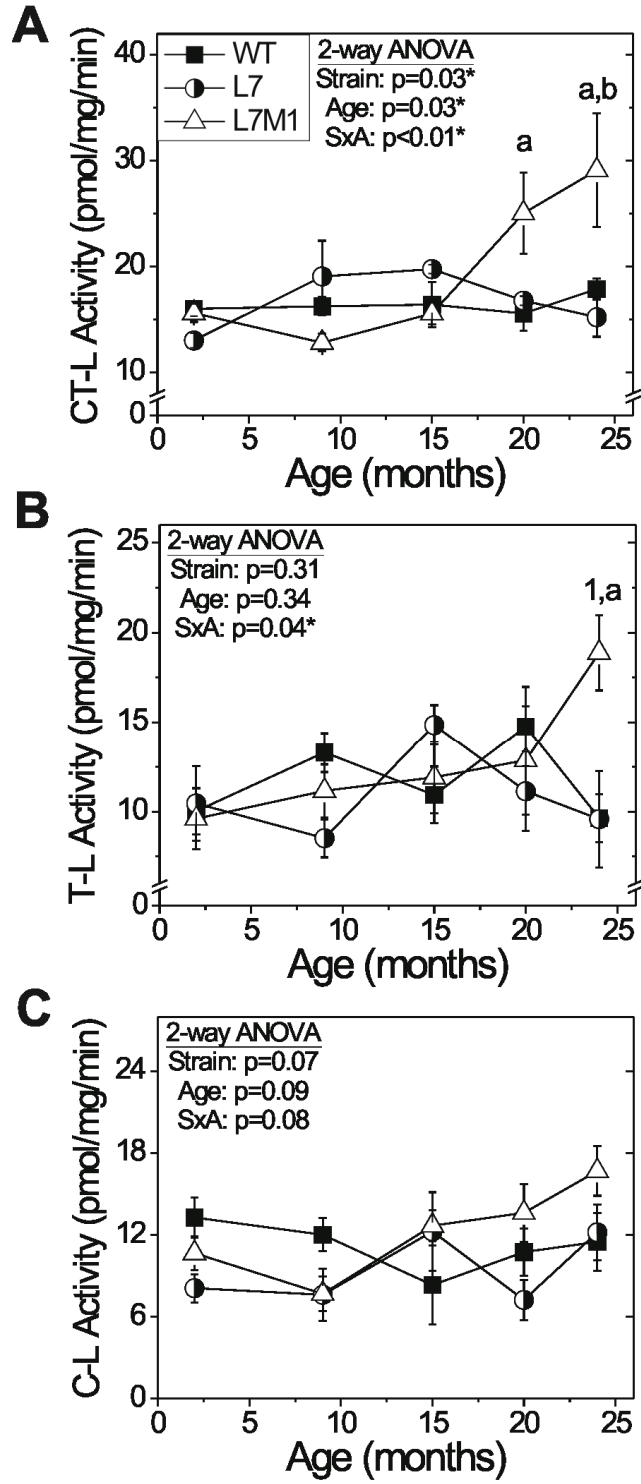 A
CT-L Activity (pmol/mg/min)
40
30
20
10
0
WT
L7
L7M1
2-way ANOVA
Strain: p=0.03*
Age: p=0.03*
SxA: p<0.01*
a
a,b
0 5 10 15 20 25
Age (months)
B
T-L Activity (pmol/mg/min)
25
20
15
10
0
2-way ANOVA
Strain: p=0.31
Age: p=0.34
SxA: p=0.04*
1,a
0 5 10 15 20 25
Age (months)
C
C-L Activity (pmol/mg/min)
24
18
12
6
0
2-way ANOVA
Strain: p=0.07
Age: p=0.09
SxA: p=0.08
0 5 10 15 20 25
Age (months)